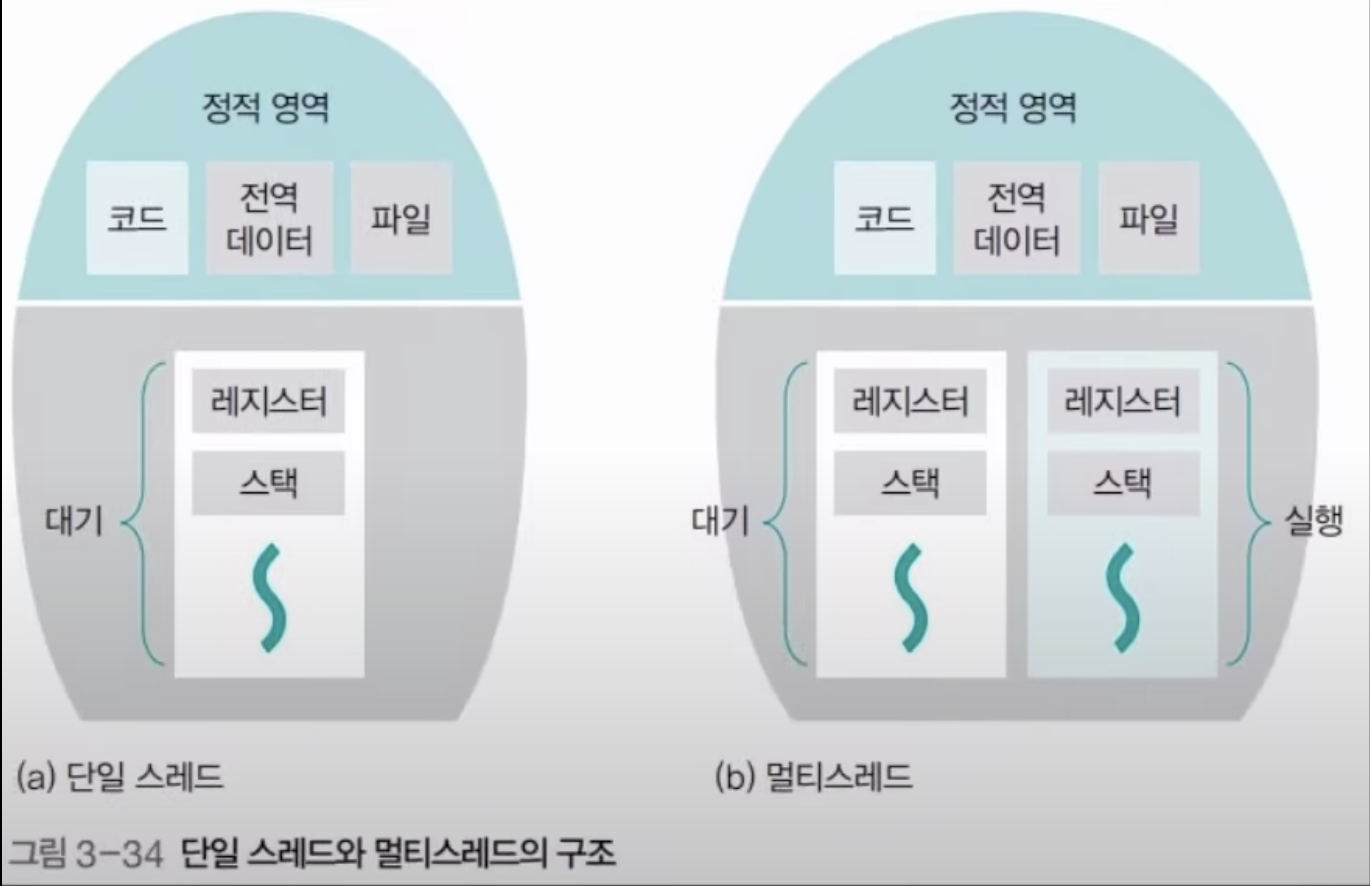 정적 영역
코드
전역
데이터
파일
레지스터
스택
대기
(a) 단일 스레드
정적 영역
코드
전역
데이터
파일
레지스터
스택
대기
레지스터
스택
실행
(b) 멀티스레드
그림 3-34 단일 스레드와 멀티스레드의 구조